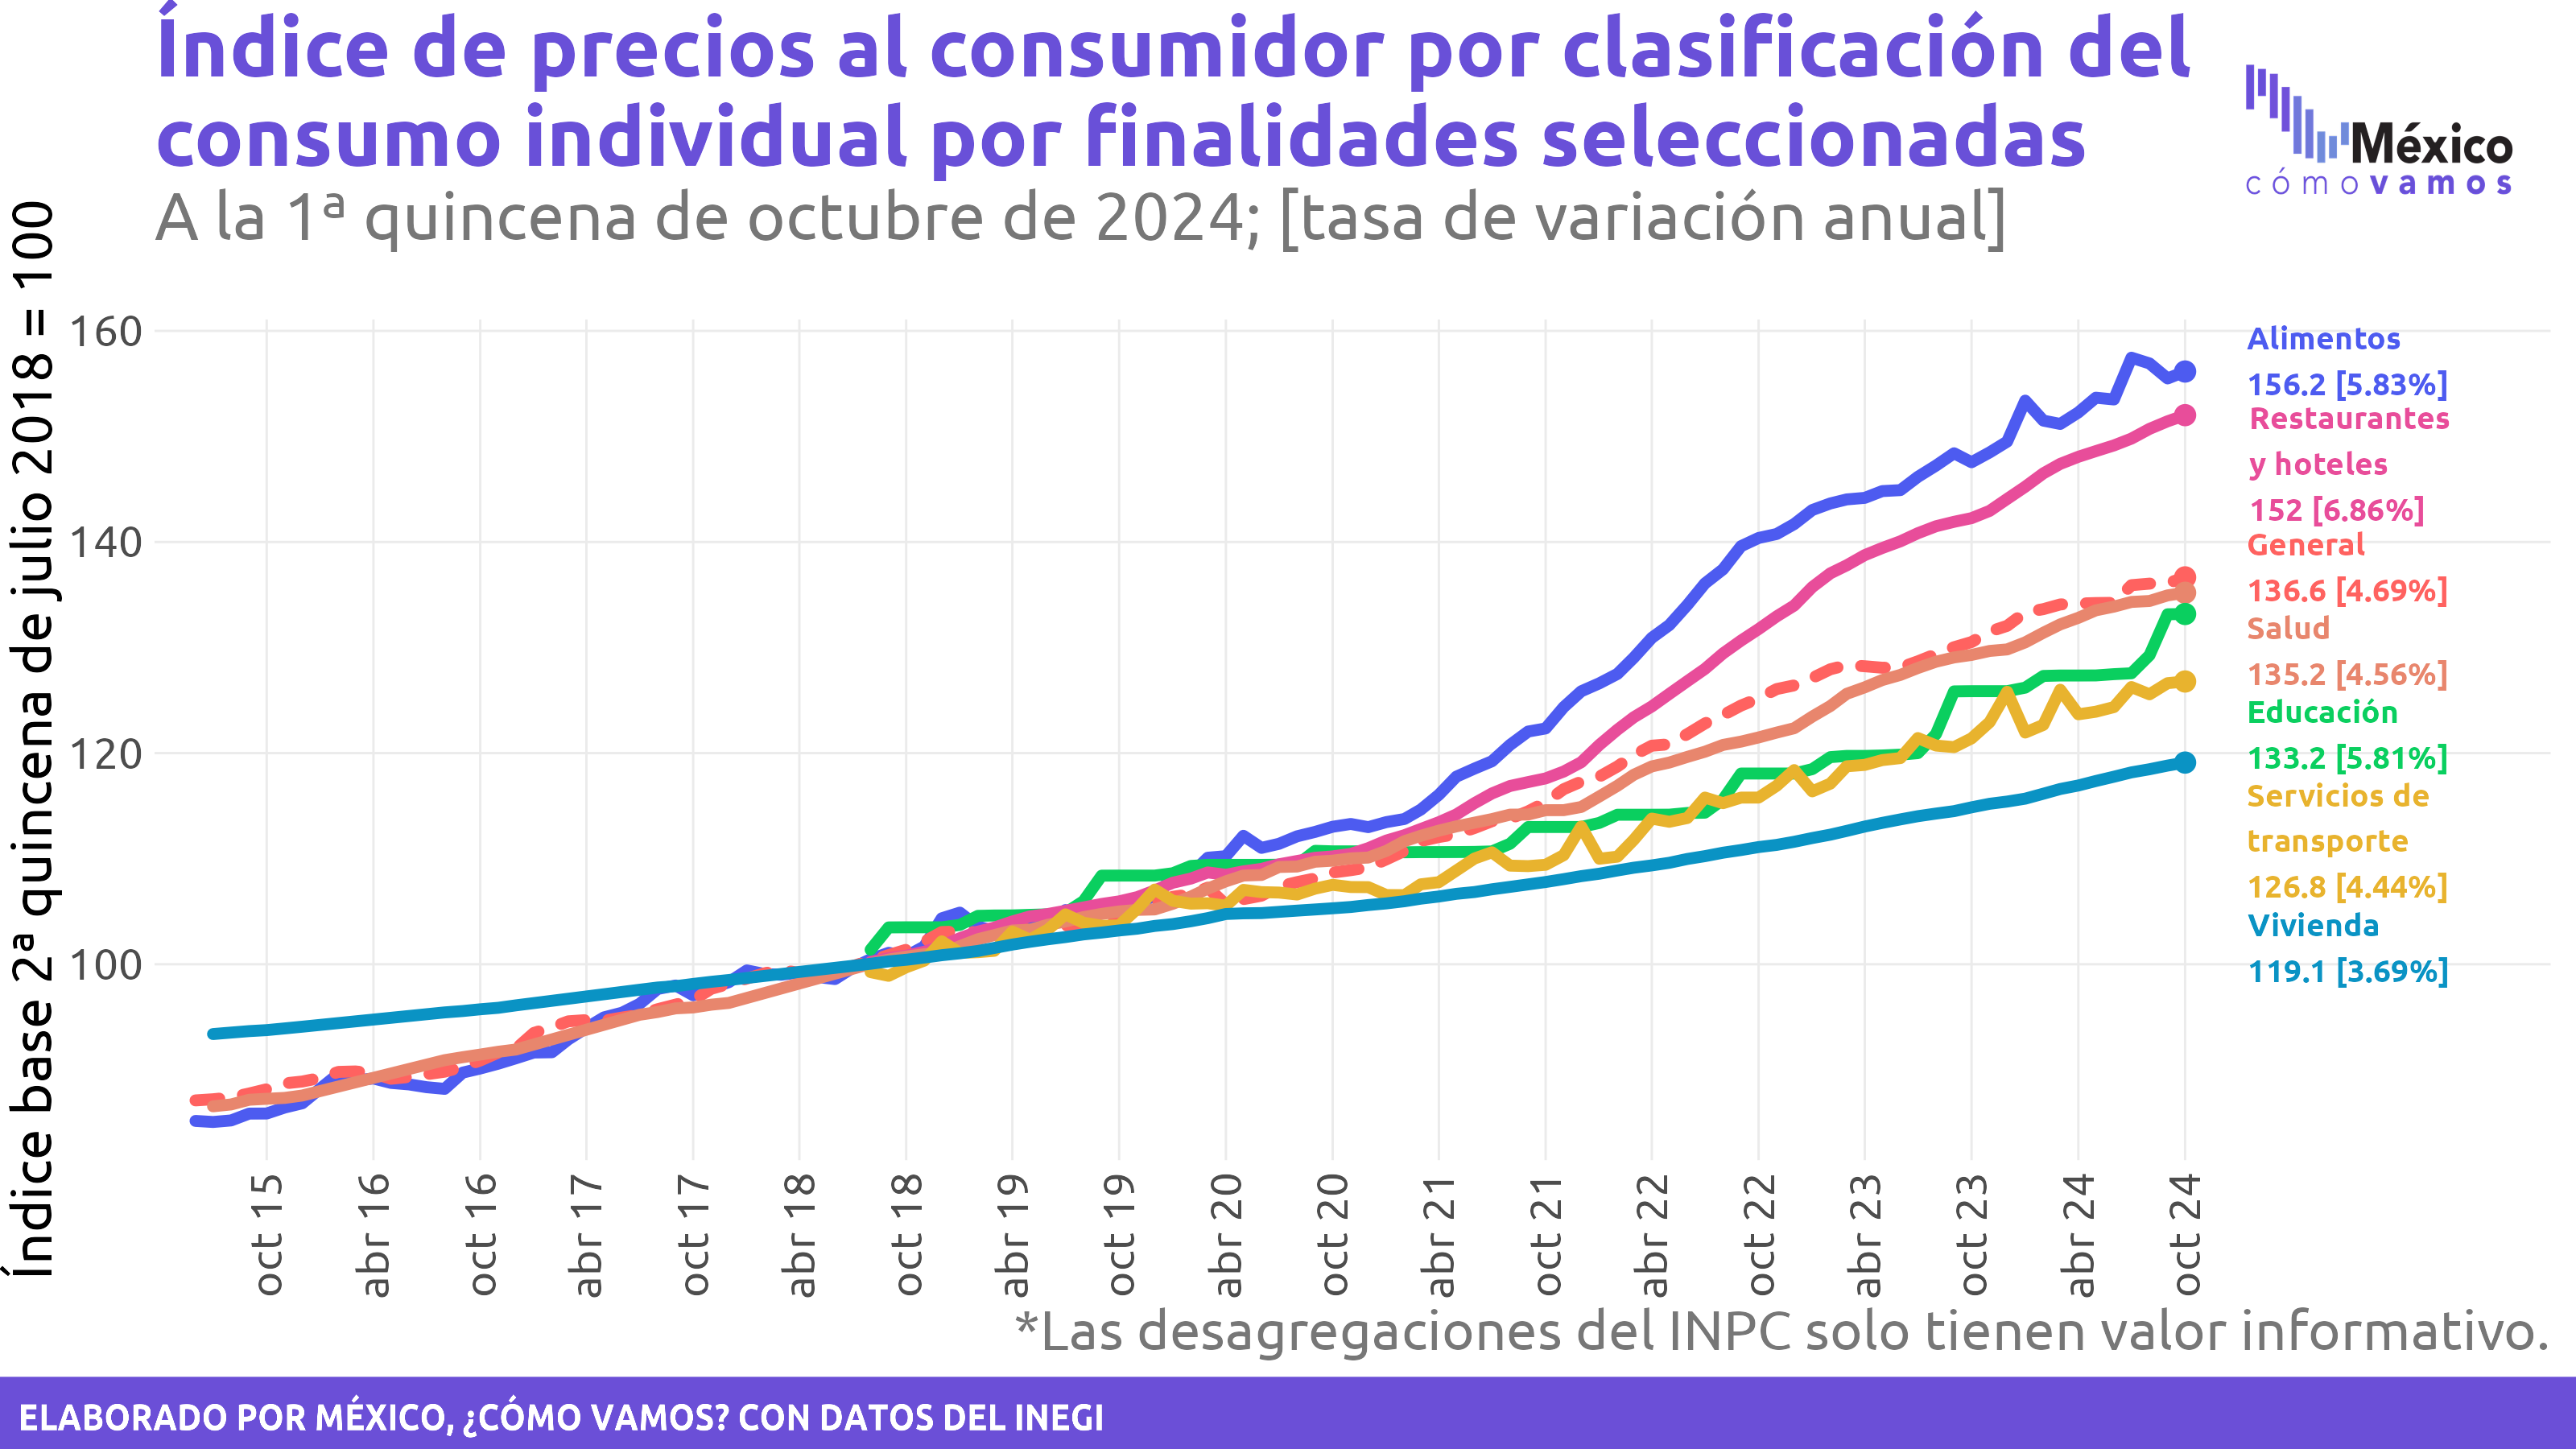 Índice de precios al consumidor por clasificación del
consumo individual por finalidades seleccionadas
A la 1ª quincena de octubre de 2024; [tasa de variación anual]
México
cómovamos
Índice base 2ª quincena de julio 2018 = 100
160
140
120
100
Alimentos
156.2 [5.83%]
Restaurantes
y hoteles
152 [6.86%]
General
136.6 [4.69%]
Salud
135.2 [4.56%]
Educación
133.2 [5.81%]
Servicios de
transporte
126.8 [4.44%]
Vivienda
119.1 [3.69%]
oct 15
abr 16
oct 16
abr 17
oct 17
abr 18
oct 18
abr 19
oct 19
abr 20
oct 20
abr 21
oct 21
abr 22
oct 22
abr 23
oct 23
abr 24
oct 24
*Las desagregaciones del INPC solo tienen valor informativo.
ELABORADO POR MÉXICO, ¿CÓMO VAMOS? CON DATOS DEL INEGI